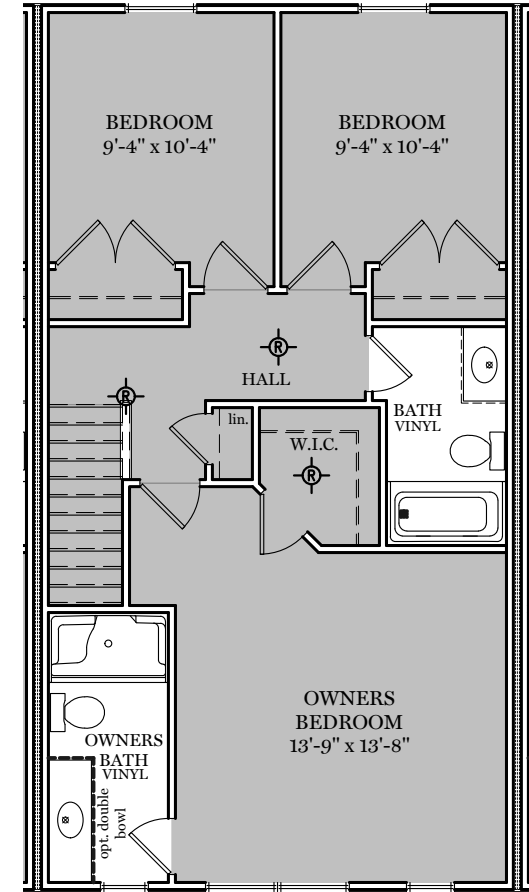 BEDROOM
9'-4" x 10'-4"
BEDROOM
9'-4" x 10'-4"
R
HALL
R
lin.
W.I.C.
R
BATH
VINYL
OWNERS
BEDROOM
13'-9" x 13'-8"
OWNERS
BATH
VINYL
opt. double
bowl